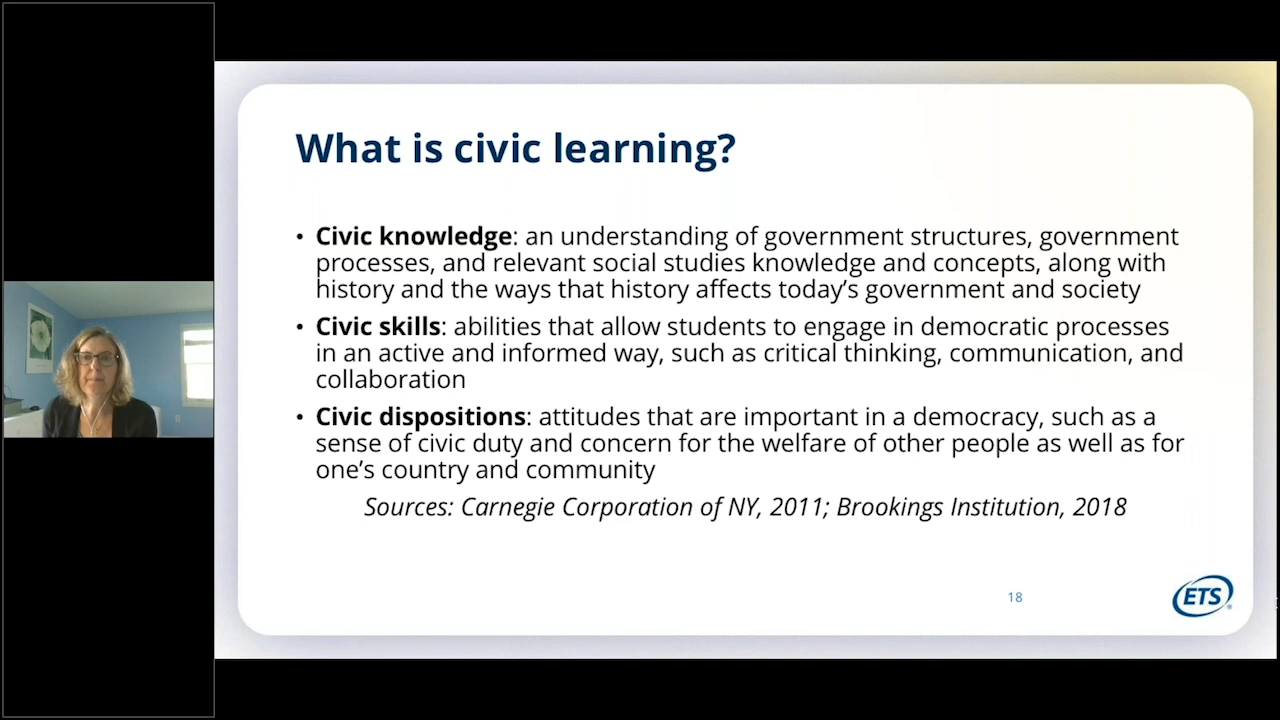 What is civic learning?
• Civic knowledge: an understanding of government structures, government
processes, and relevant social studies knowledge and concepts, along with
history and the ways that history affects today’s government and society
• Civic skills: abilities that allow students to engage in democratic processes
in an active and informed way, such as critical thinking, communication, and
collaboration
• Civic dispositions: attitudes that are important in a democracy, such as a
sense of civic duty and concern for the welfare of other people as well as for
one’s country and community
Sources: Carnegie Corporation of NY, 2011; Brookings Institution, 2018
18
ETS®